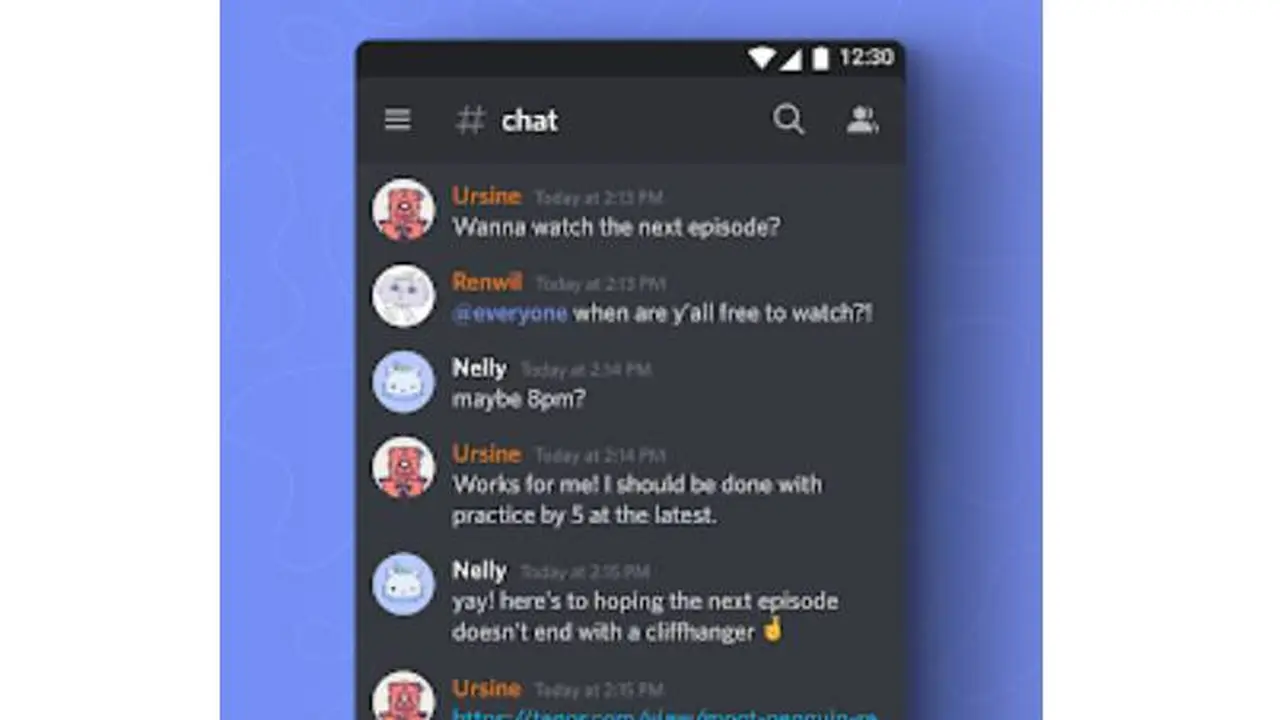 12:30
# chat
Ursine Today at 2:13 PM
Wanna watch the next episode?
Renwil Today at 2:13 PM
@everyone when are y'all free to watch?!
Nelly Today at 2:14 PM
maybe 8pm?
Ursine Today at 2:14 PM
Works for me! I should be done with
practice by 5 at the latest.
Nelly Today at 2:15 PM
yay! here's to hoping the next episode
doesn't end with a cliffhanger 🤞
Ursine Today at 2:15 PM